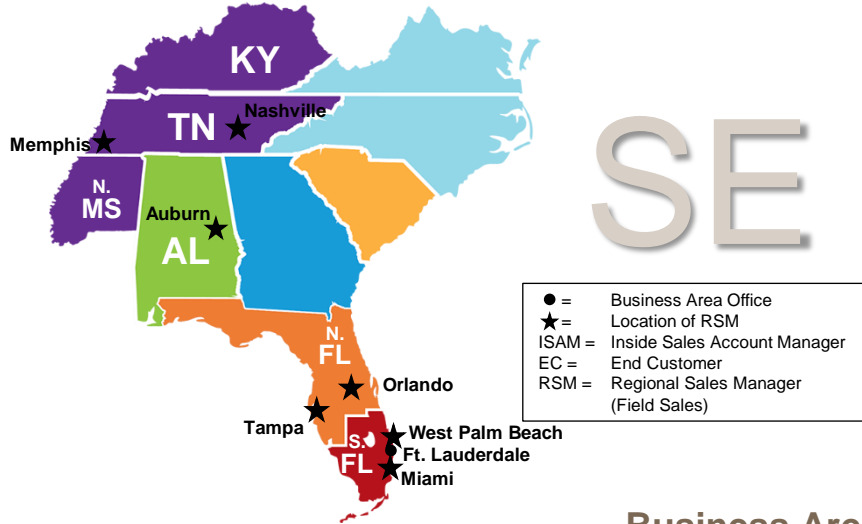 KY
Nashville
TN
Memphis
SE
N.
MS
Auburn
AL
● = Business Area Office
★ = Location of RSM
ISAM = Inside Sales Account Manager
EC = End Customer
RSM = Regional Sales Manager
(Field Sales)
N.
FL
Orlando
Tampa
West Palm Beach
S.
FL
Ft. Lauderdale
Miami
Business Are